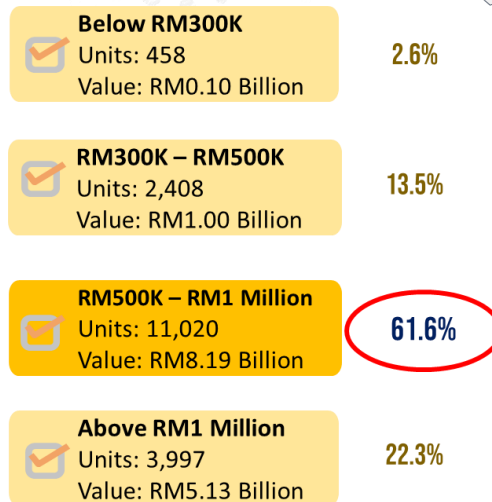 Below RM300K
Units: 458
Value: RM0.10 Billion
2.6%
RM300K – RM500K
Units: 2,408
Value: RM1.00 Billion
13.5%
RM500K – RM1 Million
Units: 11,020
Value: RM8.19 Billion
61.6%
Above RM1 Million
Units: 3,997
Value: RM5.13 Billion
22.3%